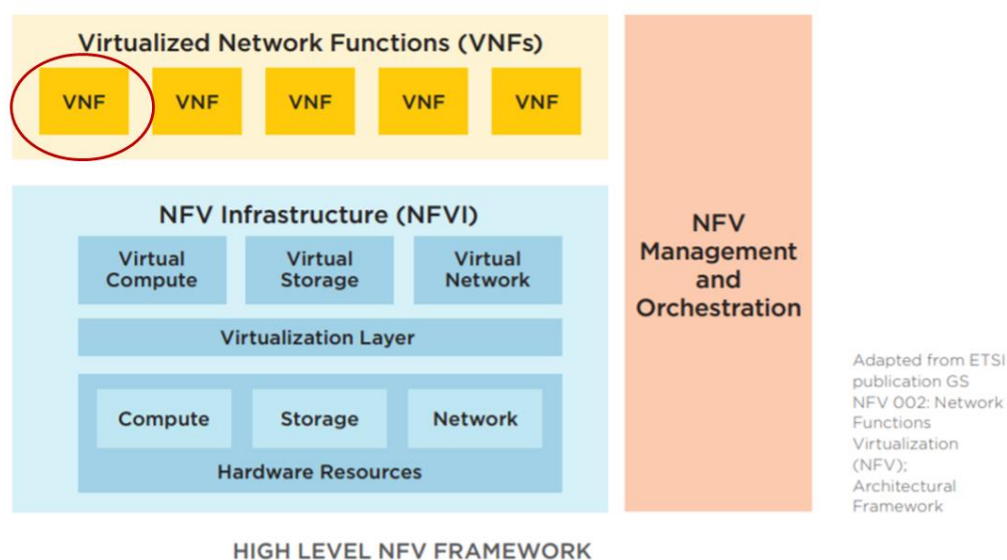 Virtualized Network Functions (VNFs)
VNF VNF VNF VNF VNF
NFV Infrastructure (NFVI)
Virtual
Compute
Virtual
Storage
Virtual
Network
Virtualization Layer
Compute Storage Network
Hardware Resources
NFV
Management
and
Orchestration
Adapted from ETSI
publication GS
NFV 002: Network
Functions
Virtualization
(NFV);
Architectural
Framework
HIGH LEVEL NFV FRAMEWORK